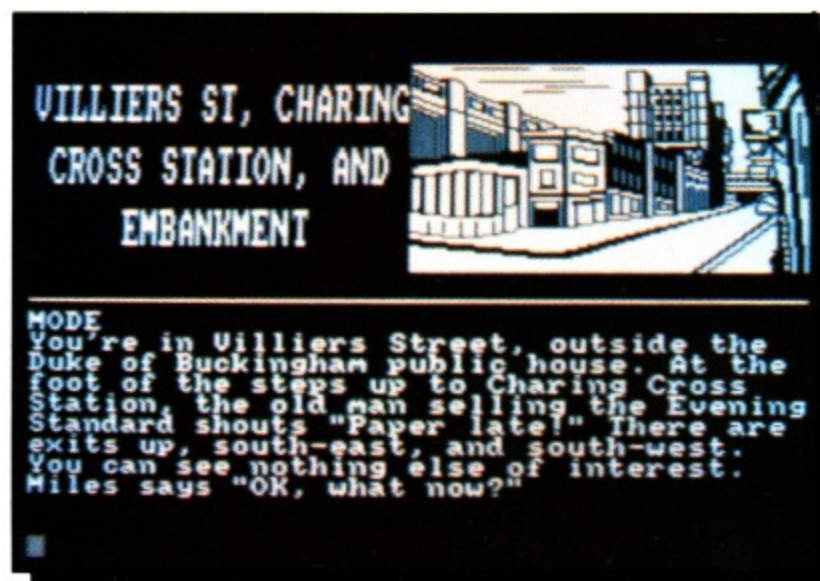 VILLIERS ST, CHARING
CROSS STATION, AND
EMBANKMENT
MODE
You're in Villiers Street, outside the
Duke of Buckingham public house. At the
foot of the steps up to Charing Cross
Station, the old man selling the Evening
Standard shouts "Paper late!" There are
exits up, south-east, and south-west.
You can see nothing else of interest.
Miles says "OK, what now?"